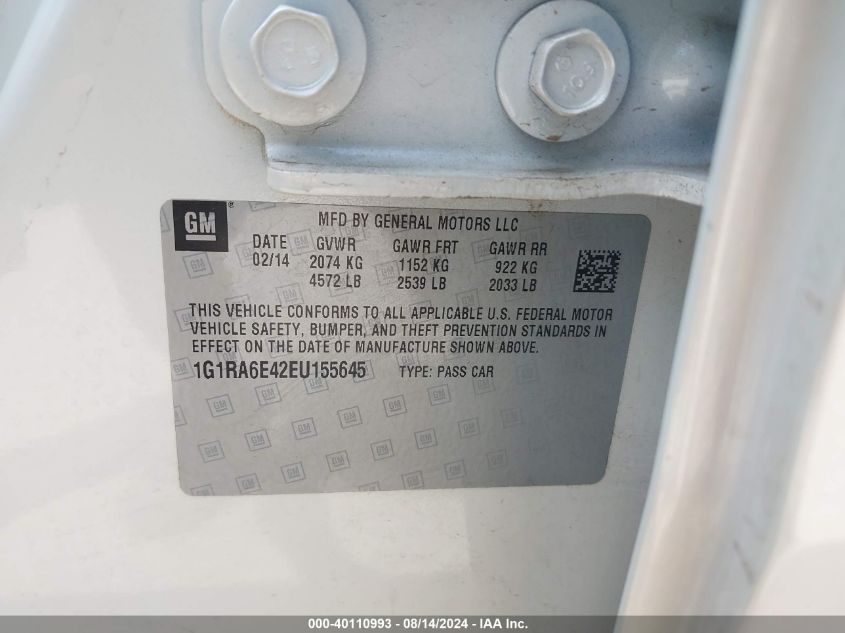 10.9
GM ®
MFD BY GENERAL MOTORS LLC
DATE GVWR GAWR FRT GAWR RR
02/14 2074 KG 1152 KG 922 KG
4572 LB 2539 LB 2033 LB
THIS VEHICLE CONFORMS TO ALL APPLICABLE U.S. FEDERAL MOTOR
VEHICLE SAFETY, BUMPER, AND THEFT PREVENTION STANDARDS IN
EFFECT ON THE DATE OF MANUFACTURE SHOWN ABOVE.
1G1RA6E42EU155645 TYPE: PASS CAR
000-40110993 - 08/14/2024 - IAA Inc.